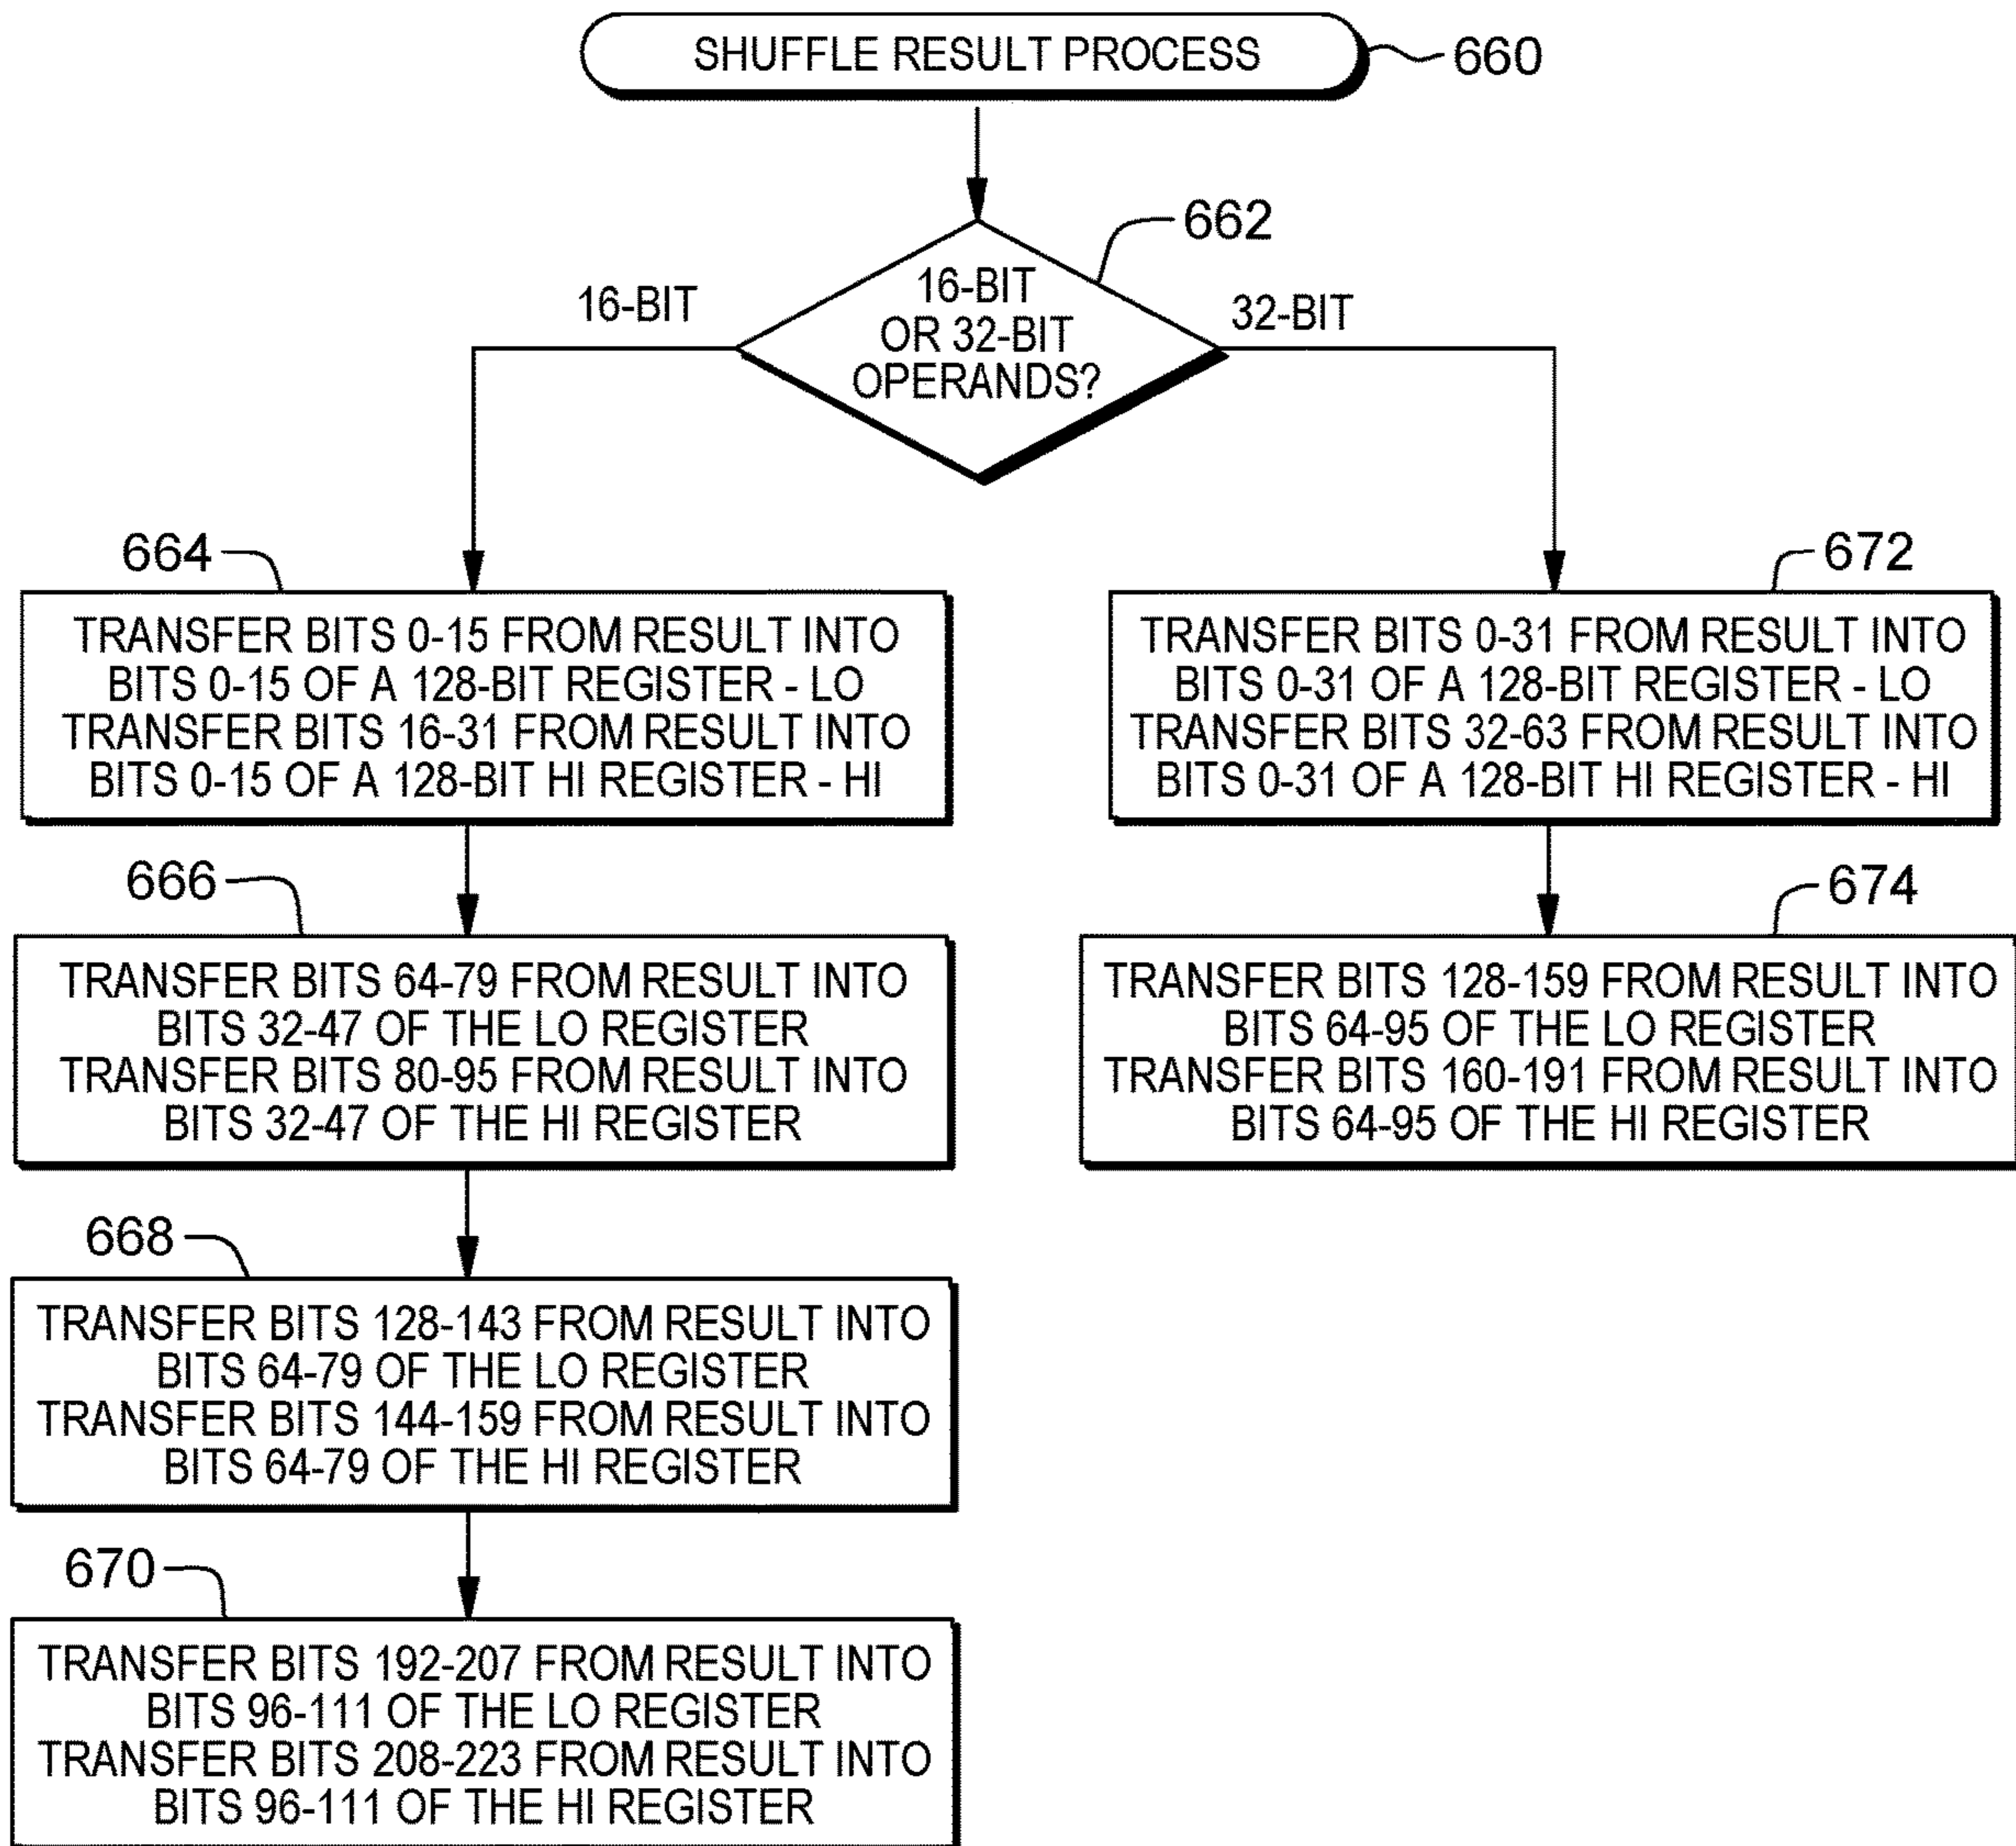 SHUFFLE RESULT PROCESS
660
662
16-BIT
OR 32-BIT
OPERANDS?
16-BIT
32-BIT
664
TRANSFER BITS 0-15 FROM RESULT INTO
BITS 0-15 OF A 128-BIT REGISTER - LO
TRANSFER BITS 16-31 FROM RESULT INTO
BITS 0-15 OF A 128-BIT HI REGISTER - HI
666
TRANSFER BITS 64-79 FROM RESULT INTO
BITS 32-47 OF THE LO REGISTER
TRANSFER BITS 80-95 FROM RESULT INTO
BITS 32-47 OF THE HI REGISTER
668
TRANSFER BITS 128-143 FROM RESULT INTO
BITS 64-79 OF THE LO REGISTER
TRANSFER BITS 144-159 FROM RESULT INTO
BITS 64-79 OF THE HI REGISTER
670
TRANSFER BITS 192-207 FROM RESULT INTO
BITS 96-111 OF THE LO REGISTER
TRANSFER BITS 208-223 FROM RESULT INTO
BITS 96-111 OF THE HI REGISTER
672
TRANSFER BITS 0-31 FROM RESULT INTO
BITS 0-31 OF A 128-BIT REGISTER - LO
TRANSFER BITS 32-63 FROM RESULT INTO
BITS 0-31 OF A 128-BIT HI REGISTER - HI
674
TRANSFER BITS 128-159 FROM RESULT INTO
BITS 64-95 OF THE LO REGISTER
TRANSFER BITS 160-191 FROM RESULT INTO
BITS 64-95 OF THE HI REGISTER